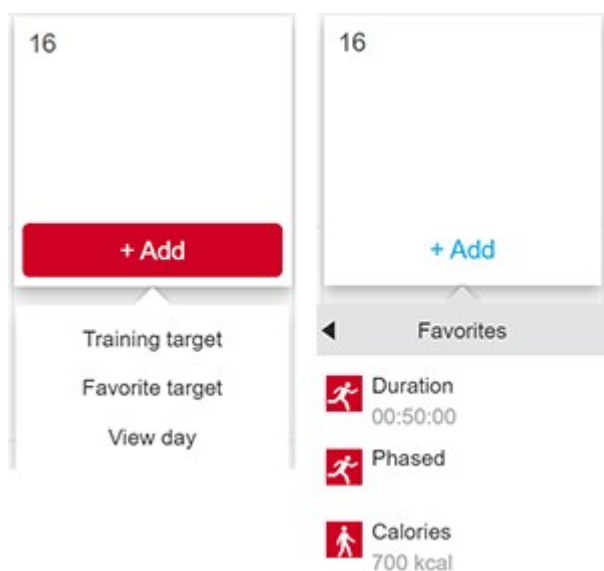 16
+ Add
Training target
Favorite target
View day
16
+ Add
Favorites
Duration
00:50:00
Phased
Calories
700 kcal